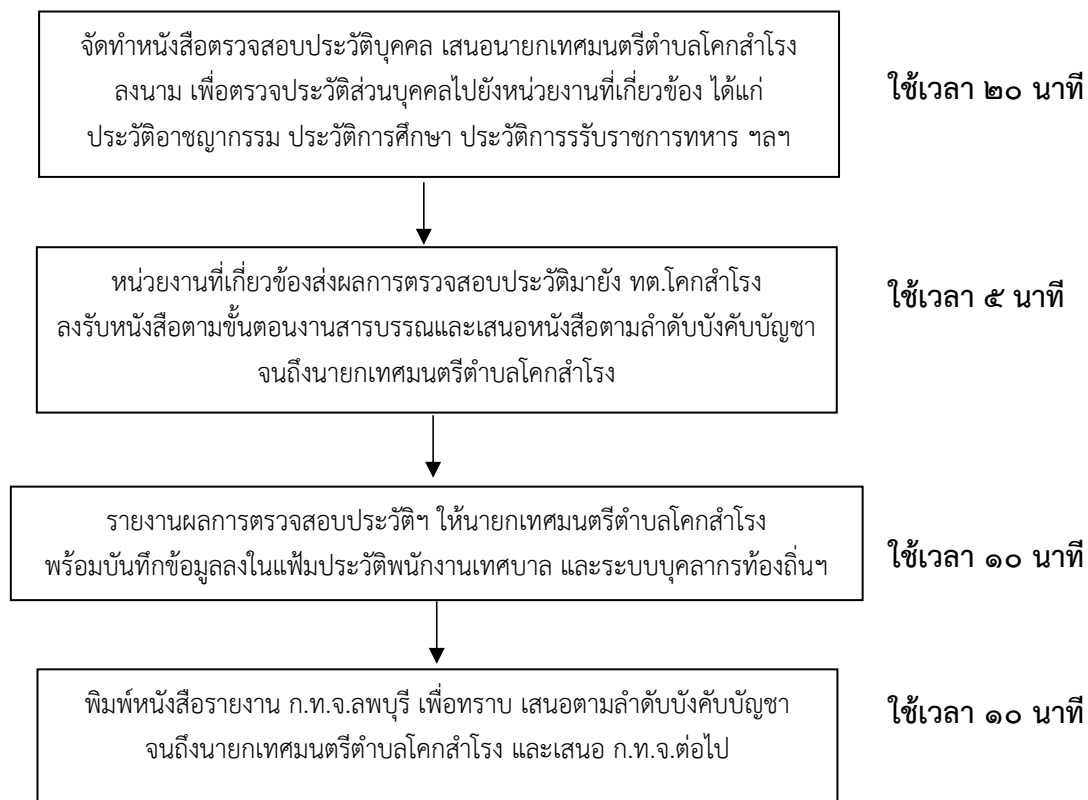 จัดทำหนังสือตรวจสอบประวัติบุคคล เสนอนายกเทศมนตรีตำบลโคกสำโรง
ลงนาม เพื่อตรวจประวัติส่วนบุคคลไปยังหน่วยงานที่เกี่ยวข้อง ได้แก่
ประวัติอาชญากรรม ประวัติการศึกษา ประวัติการรรับราชการทหาร ฯลฯ
ใช้เวลา ๒๐ นาที
หน่วยงานที่เกี่ยวข้องส่งผลการตรวจสอบประวัติมายัง ทต.โคกสำโรง
ลงรับหนังสือตามขั้นตอนงานสารบรรณและเสนอหนังสือตามลำดับบังคับบัญชา
จนถึงนายกเทศมนตรีตำบลโคกสำโรง
ใช้เวลา ๕ นาที
รายงานผลการตรวจสอบประวัติฯ ให้นายกเทศมนตรีตำบลโคกสำโรง
พร้อมบันทึกข้อมูลลงในแฟ้มประวัติพนักงานเทศบาล และระบบบุคลากรท้องถิ่นฯ
ใช้เวลา ๑๐ นาที
พิมพ์หนังสือรายงาน ก.ท.จ.ลพบุรี เพื่อทราบ เสนอตามลำดับบังคับบัญชา
จนถึงนายกเทศมนตรีตำบลโคกสำโรง และเสนอ ก.ท.จ.ต่อไป
ใช้เวลา ๑๐ นาที